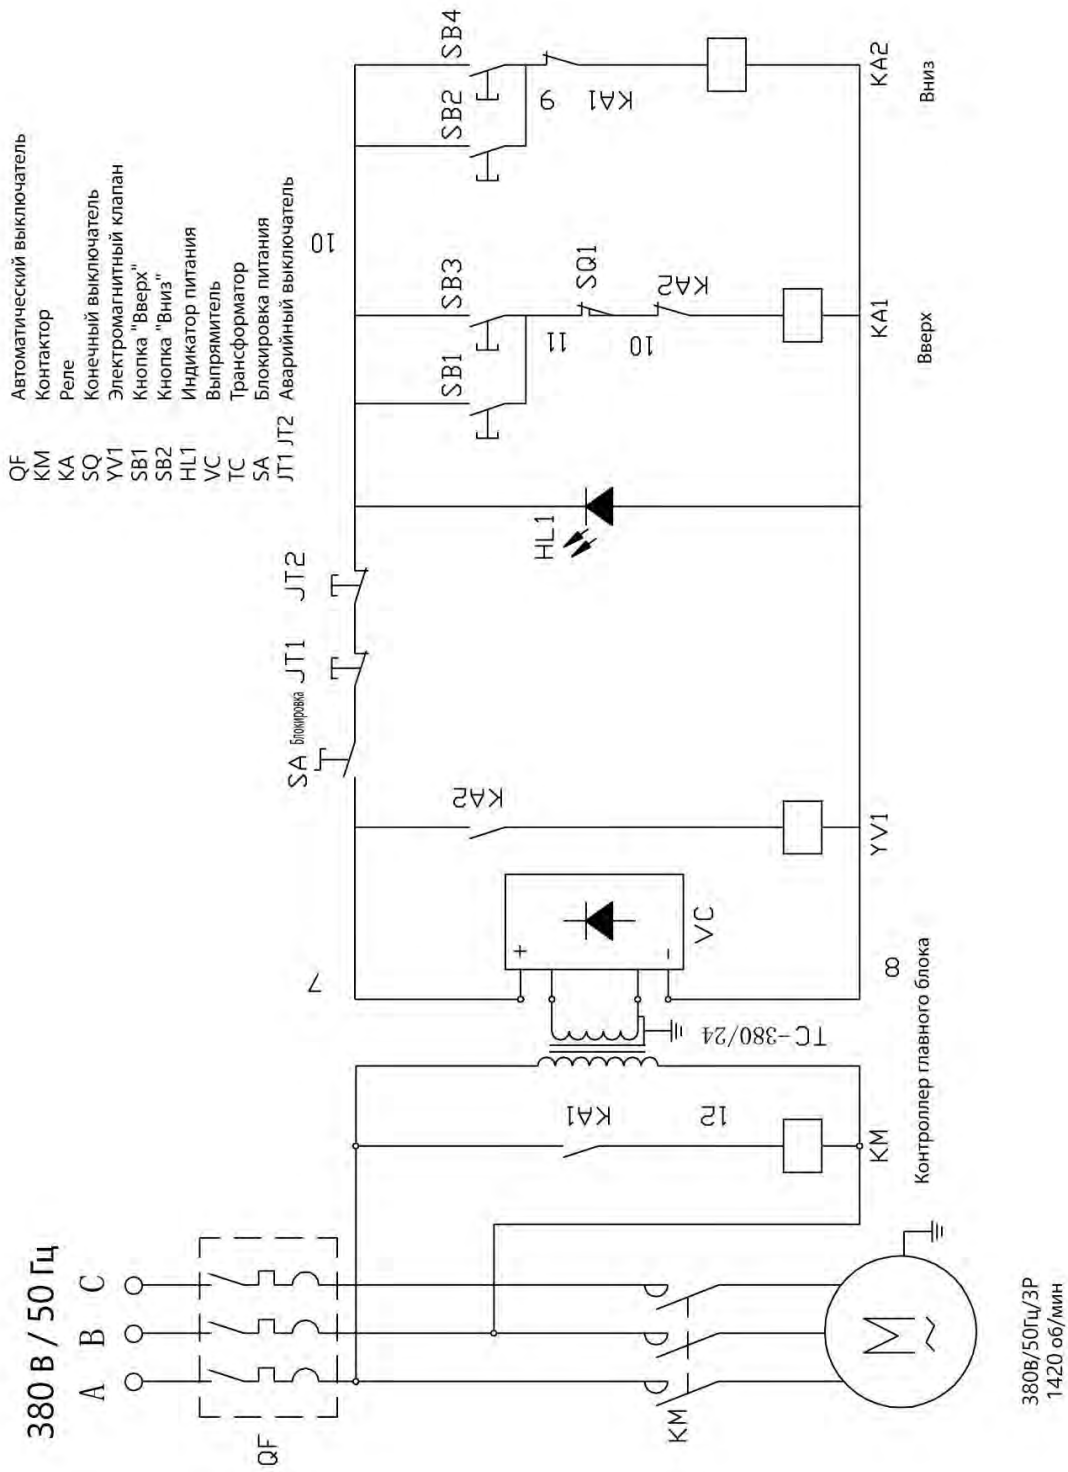 QF Автоматический выключатель
KM Контактор
KA Реле
SQ Конечный выключатель
YV1 Электромагнитный клапан
SB1 Кнопка "Вверх"
SB2 Кнопка "Вниз"
HL1 Индикатор питания
VC Выпрямитель
TC Трансформатор
SA Блокировка питания
JT1 JT2 Аварийный выключатель
380 В / 50 Гц
A
B
C
QF
KM
M
~
380В/50Гц/3P
1420 об/мин
KA1
12
KM
Контроллер главного блока
TC-380/24
7
+
-
VC
8
KA2
YV1
SA Блокировка
JT1
JT2
HL1
10
SB1
SB3
11
SQ1
10
KA2
KA1
Вверх
SB2
SB4
9
KA1
KA2
Вниз